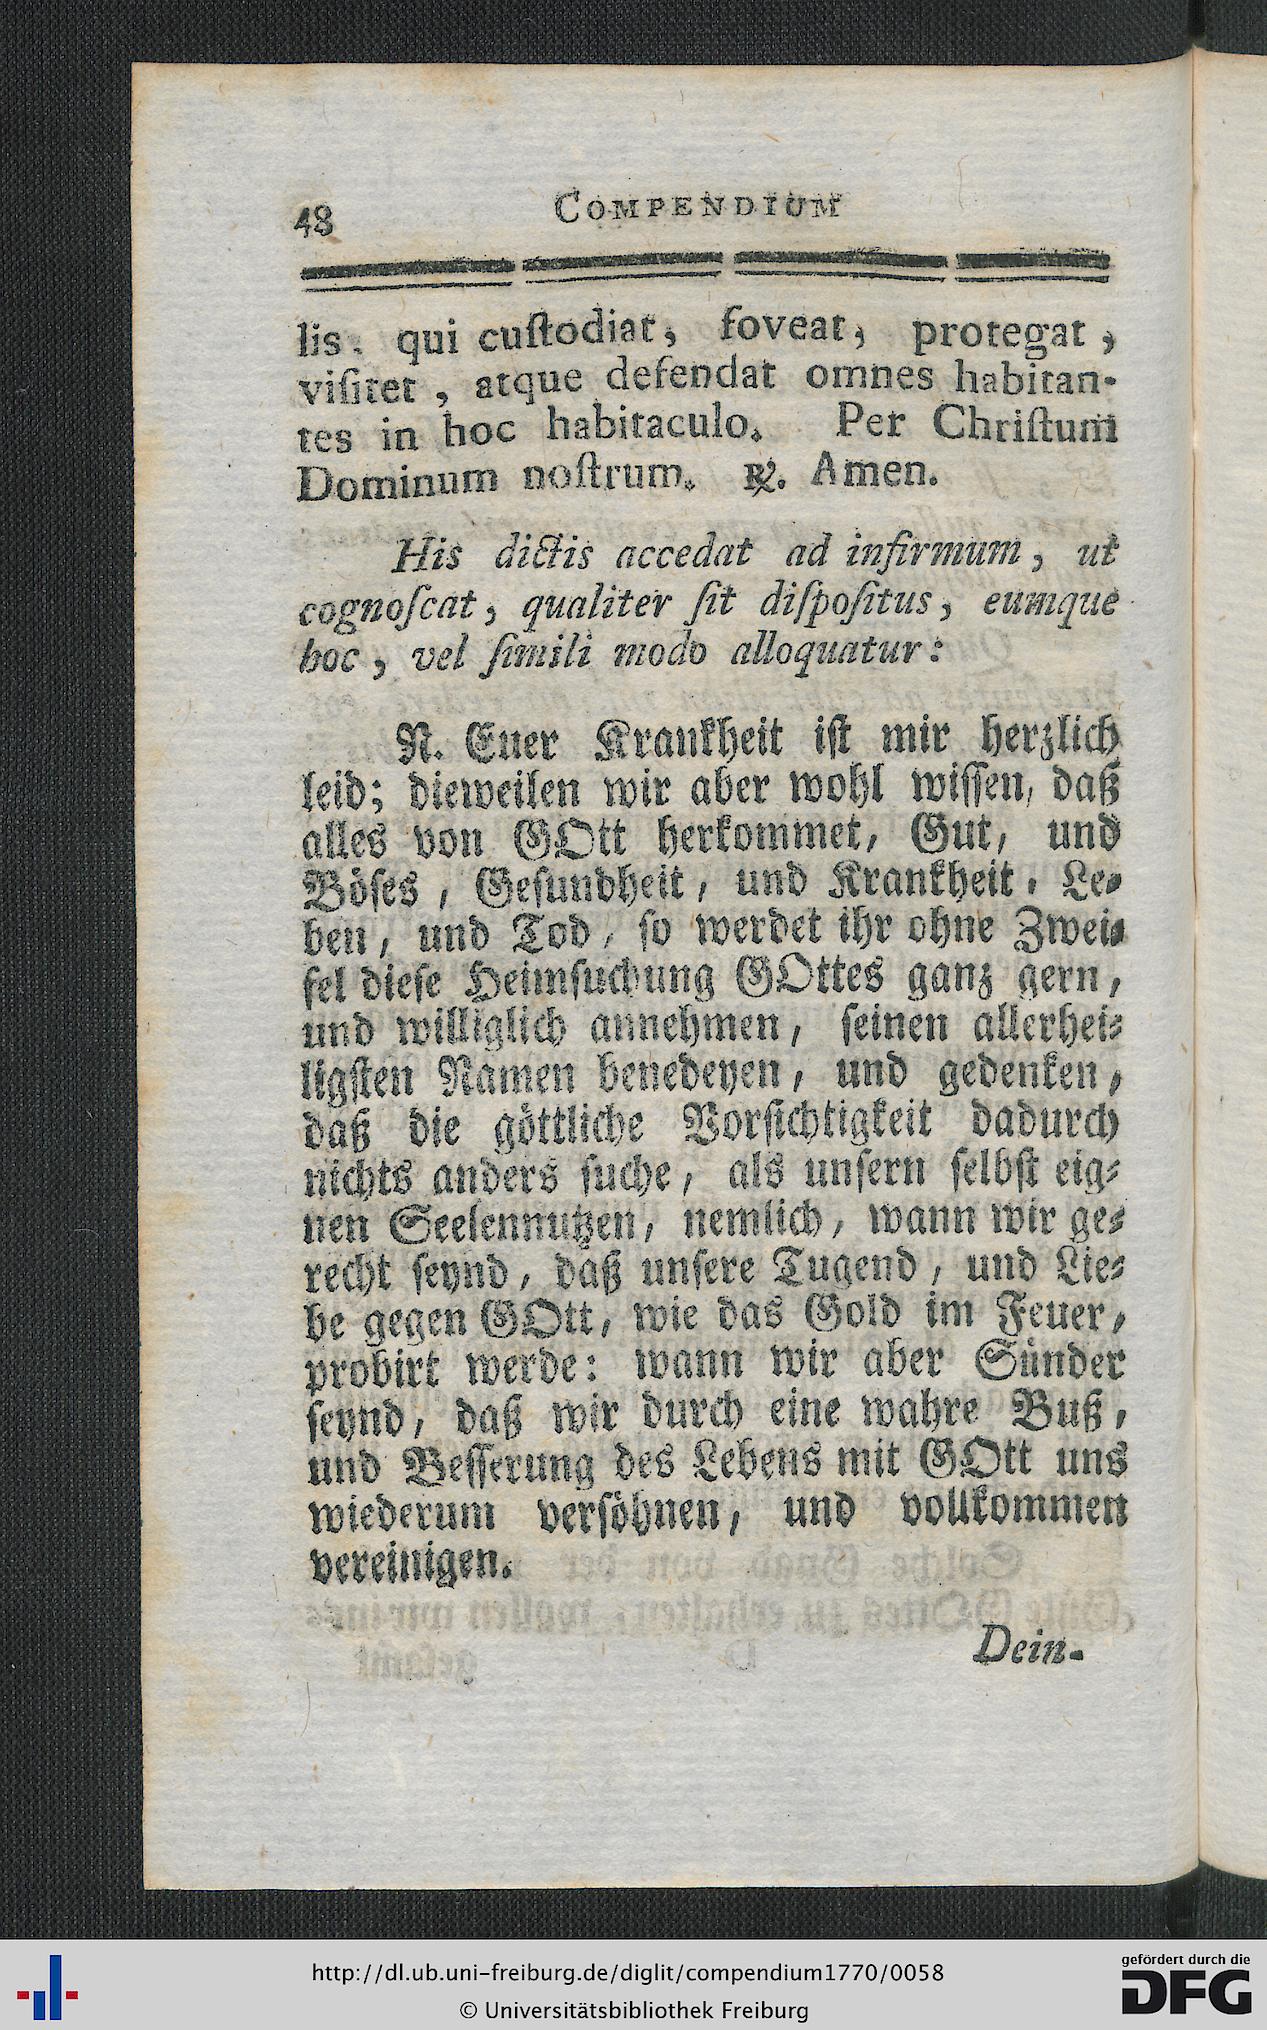 48
COMPENDIUM
lis. qui cuſtodiat, foveat, protegat,
viſitet, atque defendat omnes habitan-
tes in hoc habitaculo. Per Chriſtum
Dominum noſtrum. ℟. Amen.
His dictis accedat ad infirmum, ut
cognoſcat, qualiter ſit diſpoſitus, eumque
hoc, vel ſimili modo alloquatur:
N. Euer Krankheit iſt mir herzlich
leid; dieweilen wir aber wohl wiſſen, daß
alles von GOtt herkommet, Gut, und
Böſes, Geſundheit, und Krankheit, Le-
ben, und Tod, ſo werdet ihr ohne Zwei-
fel dieſe Heimſuchung GOttes ganz gern,
und williglich annehmen, ſeinen allerhei-
ligſten Namen benedeyen, und gedenken,
daß die göttliche Vorſichtigkeit dadurch
nichts anders ſuche, als unſern ſelbſt eig-
nen Seelennutzen, nemlich, wann wir ge-
recht ſeynd, daß unſere Tugend, und Lie-
be gegen GOtt, wie das Gold im Feuer,
probirt werde: wann wir aber Sünder
ſeynd, daß wir durch eine wahre Buß,
und Beſſerung des Lebens mit GOtt uns
wiederum verſöhnen, und vollkommen
vereinigen.
Dein-
http://dl.ub.uni-freiburg.de/diglit/compendium1770/0058
© Universitätsbibliothek Freiburg
gefördert durch die
DFG